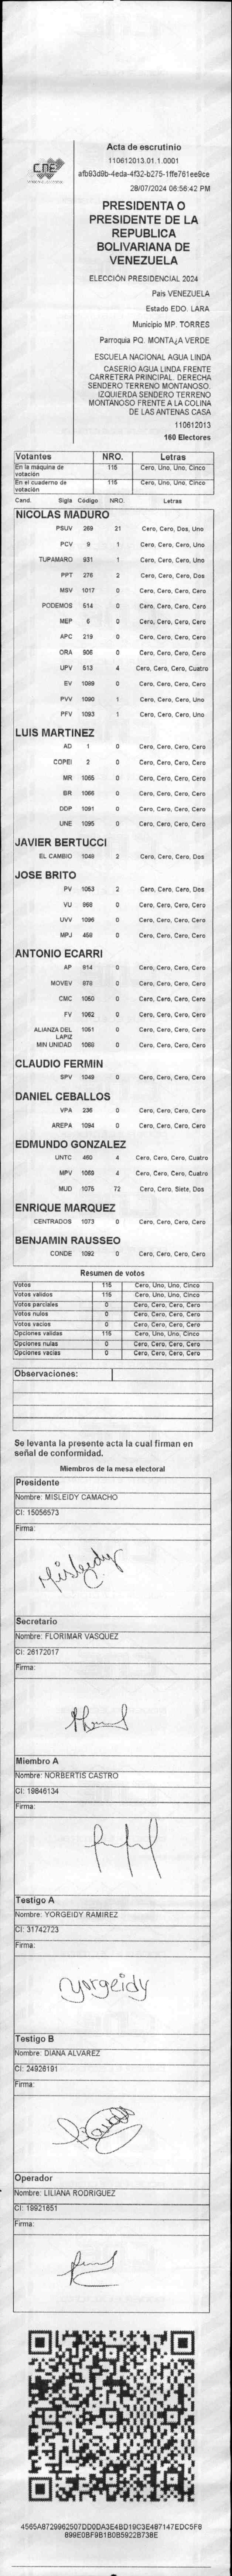 CNE
Acta de escrutinio
110612013.01.1.0001
afb93d9b-4eda-4f32-b275-1ffe761ee9ce
28/07/2024 06:56:42 PM
PRESIDENTA O
PRESIDENTE DE LA
REPUBLICA
BOLIVARIANA DE
VENEZUELA
ELECCIÓN PRESIDENCIAL 2024
Pais VENEZUELA
Estado EDO. LARA
Municipio MP. TORRES
Parroquia PQ. MONTA¿A VERDE
ESCUELA NACIONAL AGUA LINDA
CASERIO AGUA LINDA FRENTE
CARRETERA PRINCIPAL. DERECHA
SENDERO TERRENO MONTANOSO.
IZQUIERDA SENDERO TERRENO
MONTANOSO FRENTE A LA COLINA
DE LAS ANTENAS CASA
110612013
160 Electores
Votantes NRO. Letras
En la máquina de votación 115 Cero, Uno, Uno, Cinco
En el cuaderno de votación 115 Cero, Uno, Uno, Cinco
Cand. Sigla Código NRO. Letras
NICOLAS MADURO
PSUV 269 21 Cero, Cero, Dos, Uno
PCV 9 1 Cero, Cero, Cero, Uno
TUPAMARO 931 1 Cero, Cero, Cero, Uno
PPT 276 2 Cero, Cero, Cero, Dos
MSV 1017 0 Cero, Cero, Cero, Cero
PODEMOS 514 0 Cero, Cero, Cero, Cero
MEP 6 0 Cero, Cero, Cero, Cero
APC 219 0 Cero, Cero, Cero, Cero
ORA 906 0 Cero, Cero, Cero, Cero
UPV 513 4 Cero, Cero, Cero, Cuatro
EV 1089 0 Cero, Cero, Cero, Cero
PVV 1090 1 Cero, Cero, Cero, Uno
PFV 1093 1 Cero, Cero, Cero, Uno
LUIS MARTINEZ
AD 1 0 Cero, Cero, Cero, Cero
COPEI 2 0 Cero, Cero, Cero, Cero
MR 1065 0 Cero, Cero, Cero, Cero
BR 1066 0 Cero, Cero, Cero, Cero
DDP 1091 0 Cero, Cero, Cero, Cero
UNE 1095 0 Cero, Cero, Cero, Cero
JAVIER BERTUCCI
EL CAMBIO 1048 2 Cero, Cero, Cero, Dos
JOSE BRITO
PV 1053 2 Cero, Cero, Cero, Dos
VU 968 0 Cero, Cero, Cero, Cero
UVV 1096 0 Cero, Cero, Cero, Cero
MPJ 458 0 Cero, Cero, Cero, Cero
ANTONIO ECARRI
AP 914 0 Cero, Cero, Cero, Cero
MOVEV 878 0 Cero, Cero, Cero, Cero
CMC 1050 0 Cero, Cero, Cero, Cero
FV 1062 0 Cero, Cero, Cero, Cero
ALIANZA DEL LAPIZ 1051 0 Cero, Cero, Cero, Cero
MIN UNIDAD 1068 0 Cero, Cero, Cero, Cero
CLAUDIO FERMIN
SPV 1049 0 Cero, Cero, Cero, Cero
DANIEL CEBALLOS
VPA 236 0 Cero, Cero, Cero, Cero
AREPA 1094 0 Cero, Cero, Cero, Cero
EDMUNDO GONZALEZ
UNTC 460 4 Cero, Cero, Cero, Cuatro
MPV 1069 4 Cero, Cero, Cero, Cuatro
MUD 1075 72 Cero, Cero, Siete, Dos
ENRIQUE MARQUEZ
CENTRADOS 1073 0 Cero, Cero, Cero, Cero
BENJAMIN RAUSSEO
CONDE 1092 0 Cero, Cero, Cero, Cero
Resumen de votos
Votos 115 Cero, Uno, Uno, Cinco
Votos validos 115 Cero, Uno, Uno, Cinco
Votos parciales 0 Cero, Cero, Cero, Cero
Votos nulos 0 Cero, Cero, Cero, Cero
Votos vacios 0 Cero, Cero, Cero, Cero
Opciones validas 115 Cero, Uno, Uno, Cinco
Opciones nulas 0 Cero, Cero, Cero, Cero
Opciones vacias 0 Cero, Cero, Cero, Cero
Observaciones:
Se levanta la presente acta la cual firman en
señal de conformidad.
Miembros de la mesa electoral
Presidente
Nombre: MISLEIDY CAMACHO
CI: 15056573
Firma:
Misleidy
Secretario
Nombre: FLORIMAR VASQUEZ
CI: 26172017
Firma:
Miembro A
Nombre: NORBERTIS CASTRO
CI: 19846134
Firma:
Testigo A
Nombre: YORGEIDY RAMIREZ
CI: 31742723
Firma:
yorgeidy
Testigo B
Nombre: DIANA ALVAREZ
CI: 24926191
Firma:
Operador
Nombre: LILIANA RODRIGUEZ
CI: 19921651
Firma:
4565A8729962507DD0DA3E4BD19C3E487147EDC5F8
899E0BF9B1B0B5922B738E